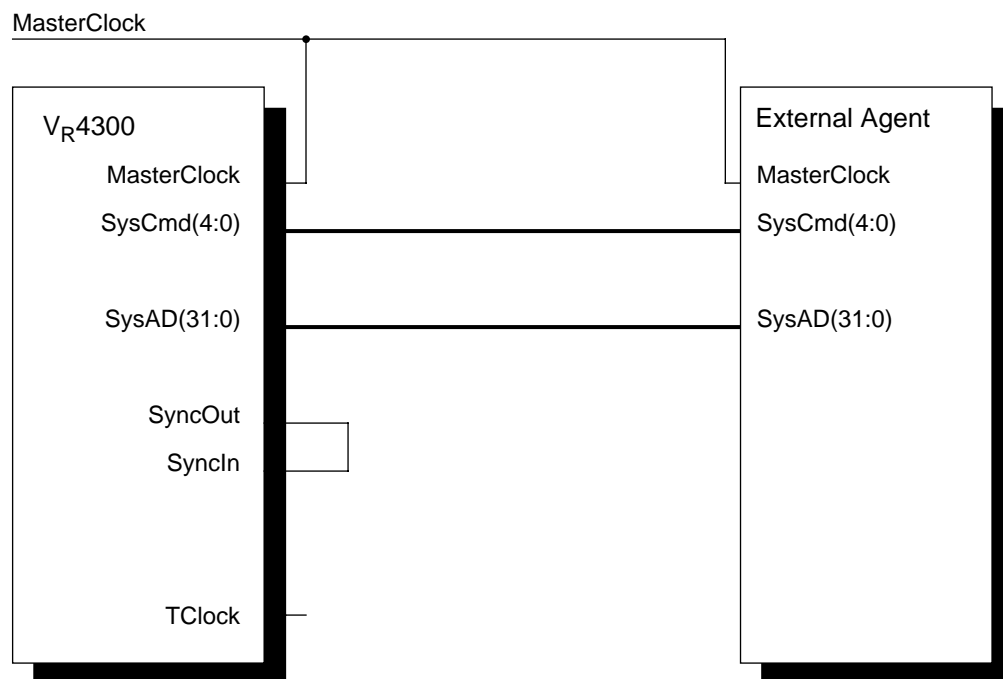 MasterClock
VR4300
MasterClock
SysCmd(4:0)
SysAD(31:0)
SyncOut
SyncIn
TClock
External Agent
MasterClock
SysCmd(4:0)
SysAD(31:0)